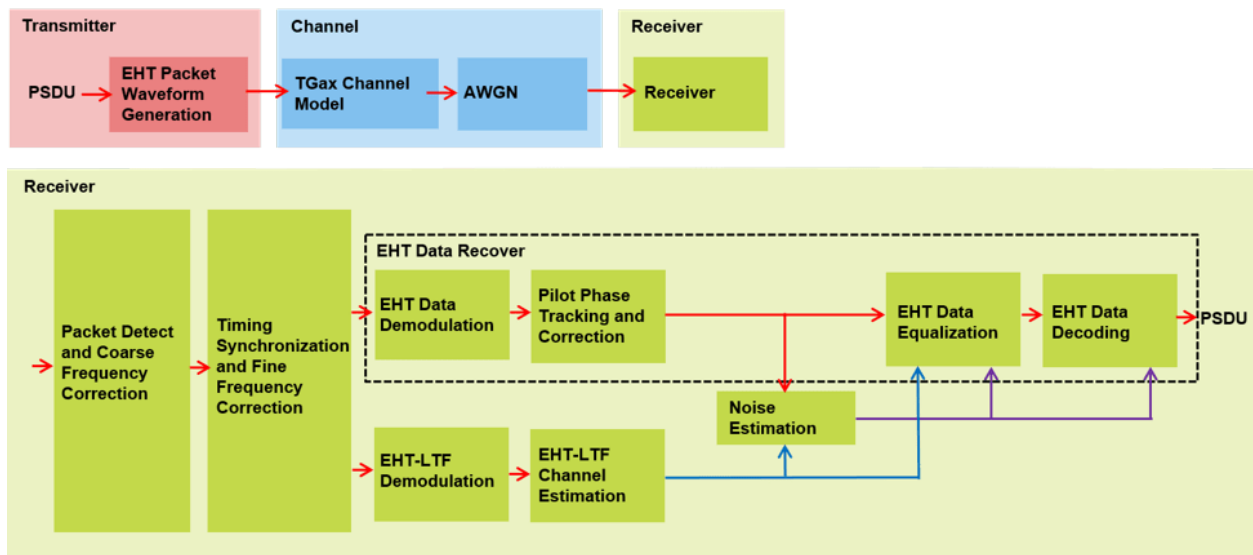 Transmitter
PSDU
EHT Packet
Waveform
Generation
Channel
TGax Channel
Model
AWGN
Receiver
Receiver
Receiver
Packet Detect
and Coarse
Frequency
Correction
Timing
Synchronization
and Fine
Frequency
Correction
EHT Data Recover
EHT Data
Demodulation
Pilot Phase
Tracking and
Correction
EHT Data
Equalization
EHT Data
Decoding
PSDU
Noise
Estimation
EHT-LTF
Demodulation
EHT-LTF
Channel
Estimation